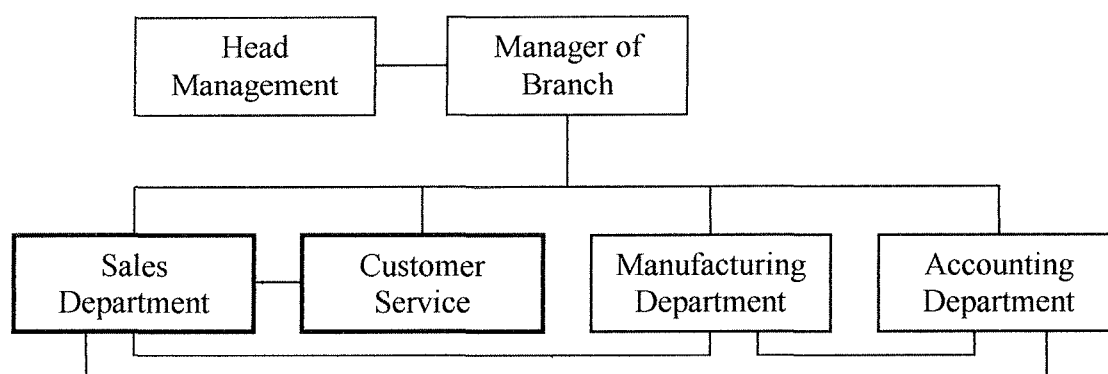 Head
Management
Manager of
Branch
Sales
Department
Customer
Service
Manufacturing
Department
Accounting
Department